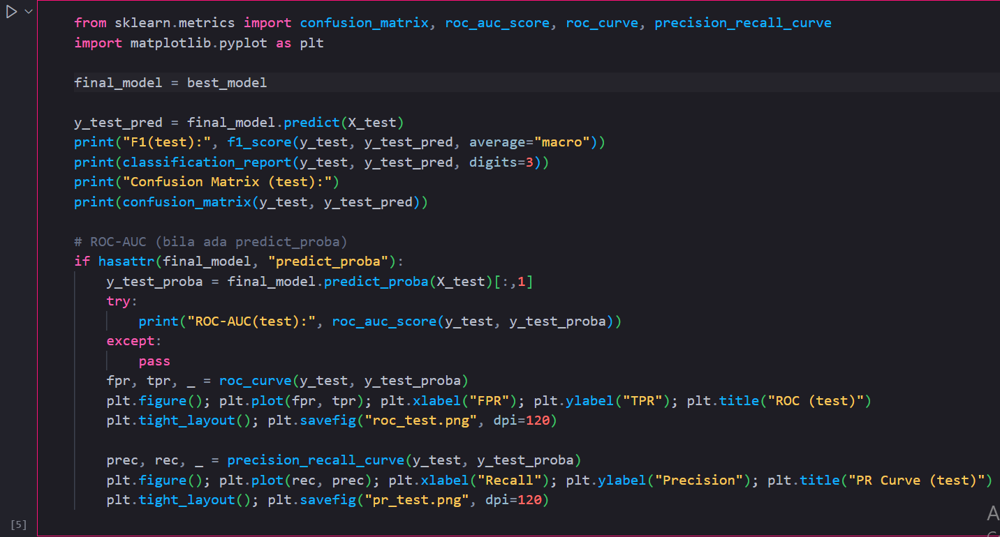 from sklearn.metrics import confusion_matrix, roc_auc_score, roc_curve, precision_recall_curve
import matplotlib.pyplot as plt
final_model = best_model
y_test_pred = final_model.predict(X_test)
print("F1(test):", f1_score(y_test, y_test_pred, average="macro"))
print(classification_report(y_test, y_test_pred, digits=3))
print("Confusion Matrix (test):")
print(confusion_matrix(y_test, y_test_pred))
# ROC-AUC (bila ada predict_proba)
if hasattr(final_model, "predict_proba"):
    y_test_proba = final_model.predict_proba(X_test)[:,1]
    try:
        print("ROC-AUC(test):", roc_auc_score(y_test, y_test_proba))
    except:
        pass
    fpr, tpr, _ = roc_curve(y_test, y_test_proba)
    plt.figure(); plt.plot(fpr, tpr); plt.xlabel("FPR"); plt.ylabel("TPR"); plt.title("ROC (test)")
    plt.tight_layout(); plt.savefig("roc_test.png", dpi=120)
    prec, rec, _ = precision_recall_curve(y_test, y_test_proba)
    plt.figure(); plt.plot(rec, prec); plt.xlabel("Recall"); plt.ylabel("Precision"); plt.title("PR Curve (test)")
    plt.tight_layout(); plt.savefig("pr_test.png", dpi=120)
[5]